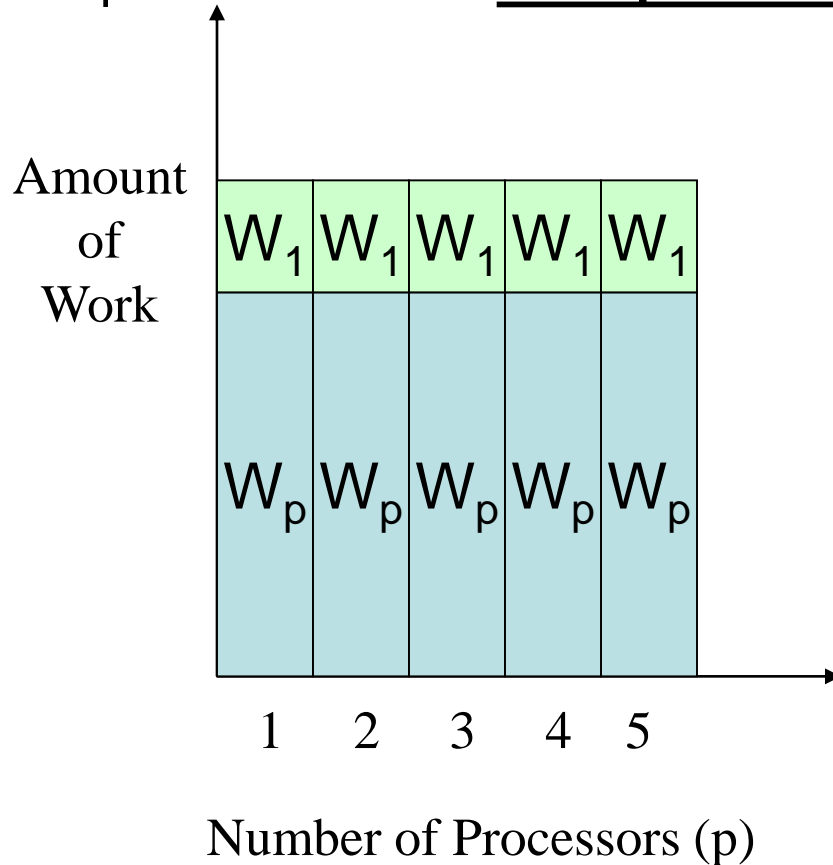 Amount
of
Work
W₁ W₁ W₁ W₁ W₁
Wₚ Wₚ Wₚ Wₚ Wₚ
1 2 3 4 5
Number of Processors (p)